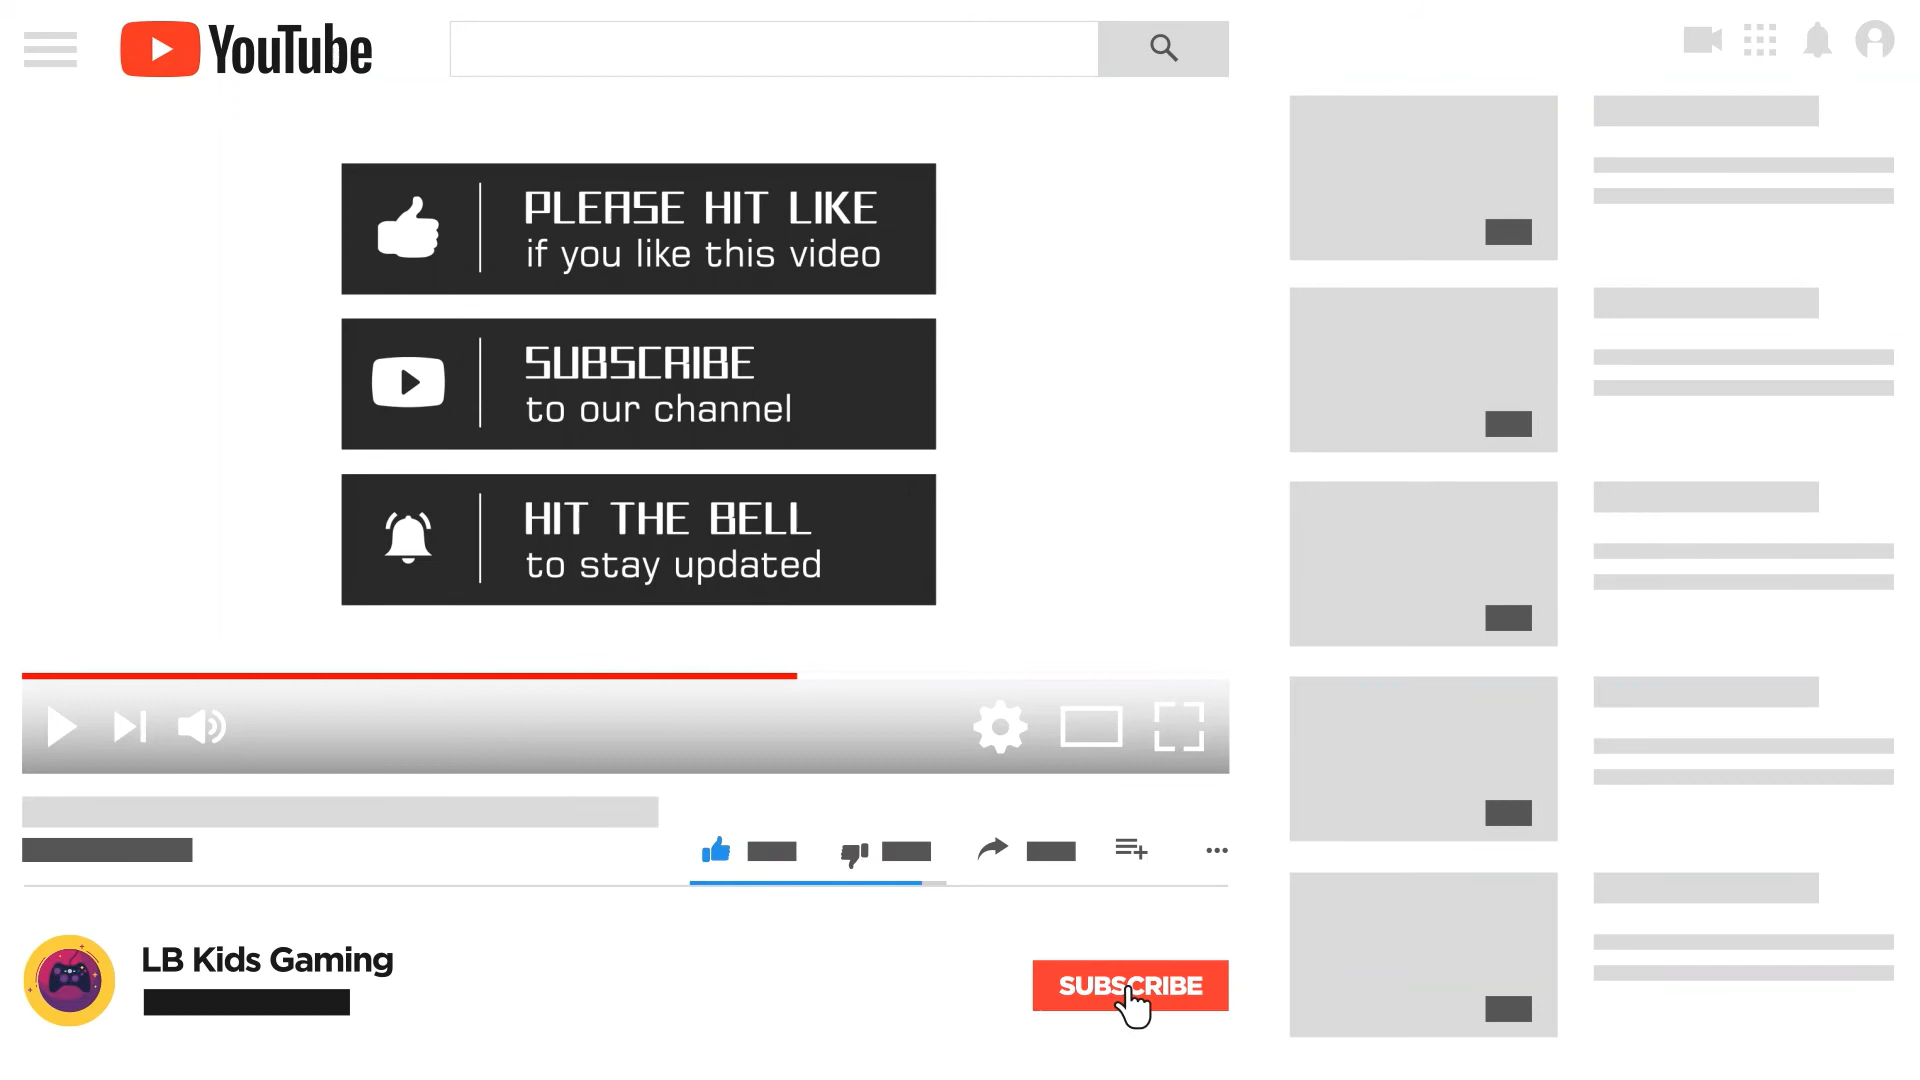 YouTube
PLEASE HIT LIKE
if you like this video
SUBSCRIBE
to our channel
HIT THE BELL
to stay updated
LB Kids Gaming
SUBSCRIBE